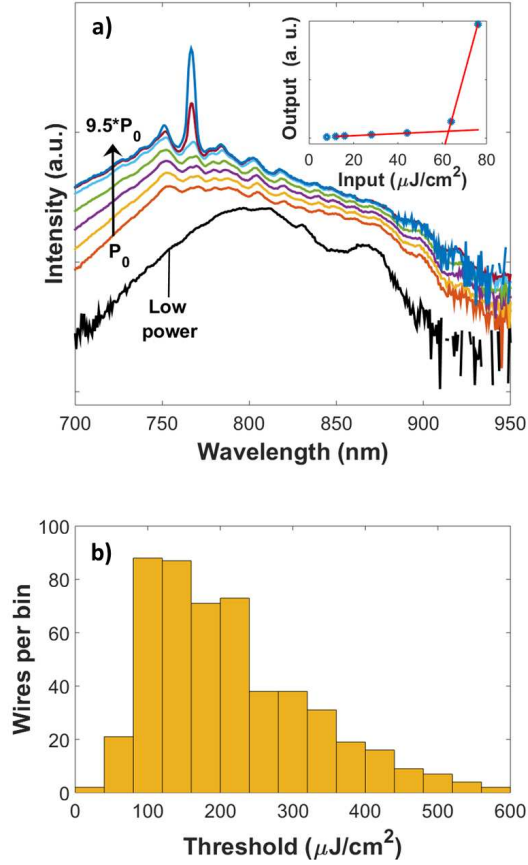 a)
9.5*P0
P0
Low
power
Intensity (a.u.)
700 750 800 850 900 950
Wavelength (nm)
Output (a. u.)
0 20 40 60 80
Input (μJ/cm2)
b)
Wires per bin
100
80
60
40
20
0
0 100 200 300 400 500 600
Threshold (μJ/cm2)